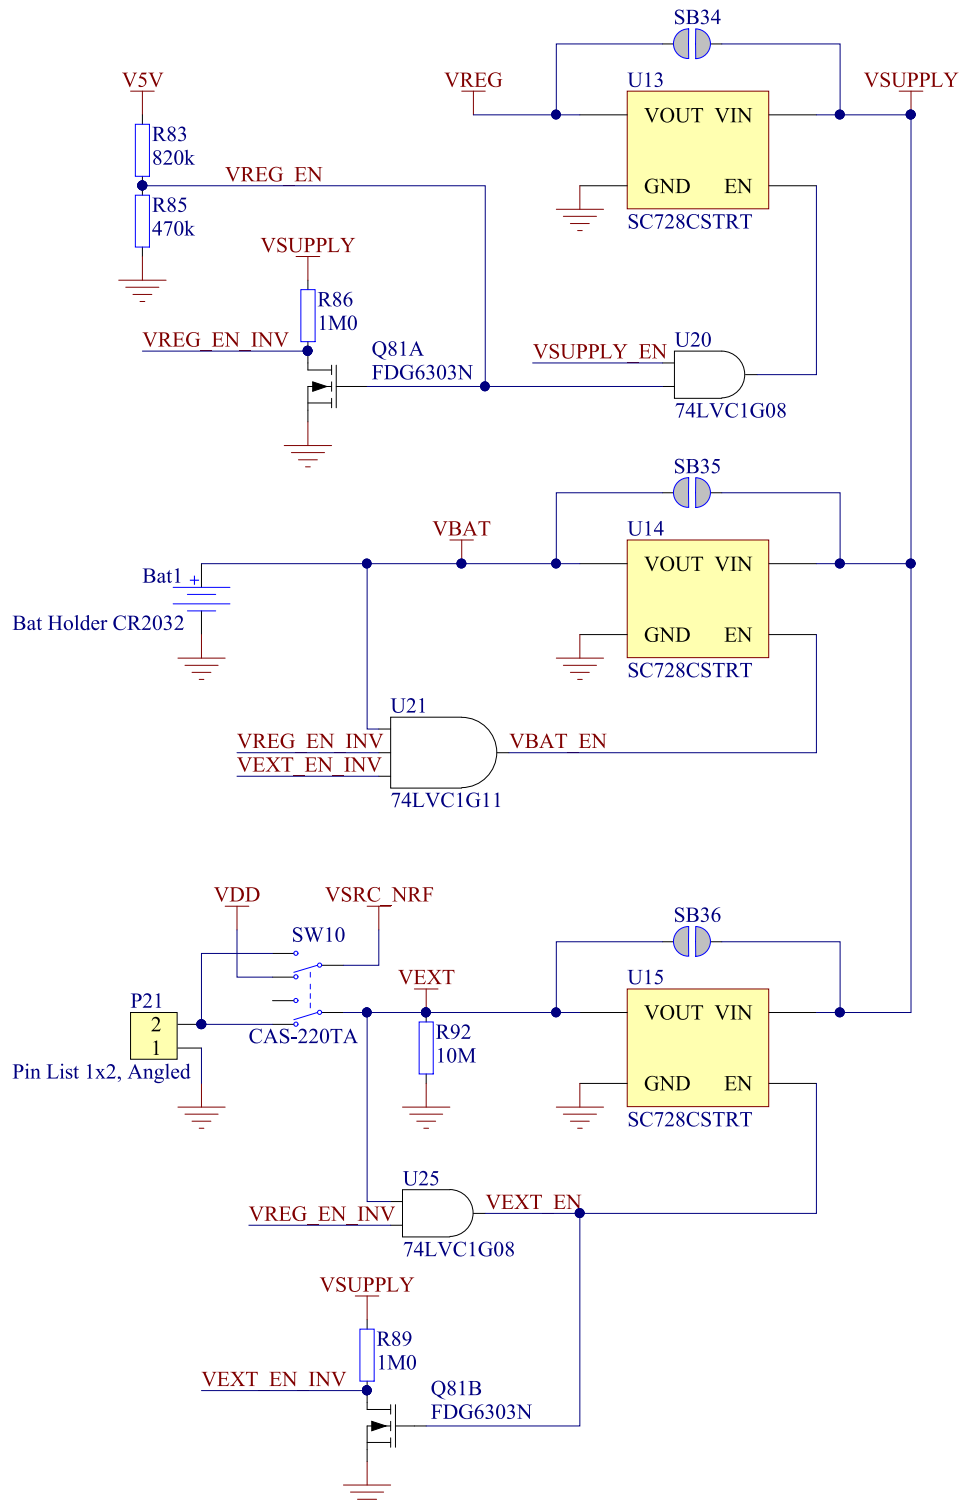 SB34
V5V
VREG
U13
VSUPPLY
VOUT VIN
R83
820k
VREG_EN
GND EN
R85
470k
SC728CSTRT
VSUPPLY
R86
1M0
VREG_EN_INV
Q81A
FDG6303N
VSUPPLY_EN
U20
74LVC1G08
SB35
VBAT
U14
VOUT VIN
Bat1
+
Bat Holder CR2032
GND EN
SC728CSTRT
U21
VREG_EN_INV
VBAT_EN
VEXT_EN_INV
74LVC1G11
VDD
VSRC_NRF
SB36
SW10
VEXT
U15
P21
2
1
VOUT VIN
CAS-220TA
R92
10M
Pin List 1x2, Angled
GND EN
SC728CSTRT
U25
VEXT_EN
VREG_EN_INV
74LVC1G08
VSUPPLY
R89
1M0
VEXT_EN_INV
Q81B
FDG6303N